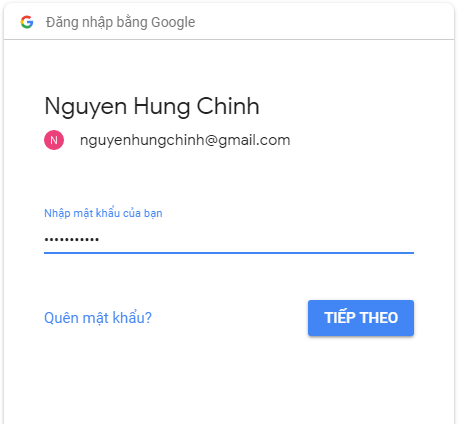 Đăng nhập bằng Google
Nguyen Hung Chinh
N
nguyenhungchinh@gmail.com
Nhập mật khẩu của bạn
•••••••••••
Quên mật khẩu?
TIẾP THEO